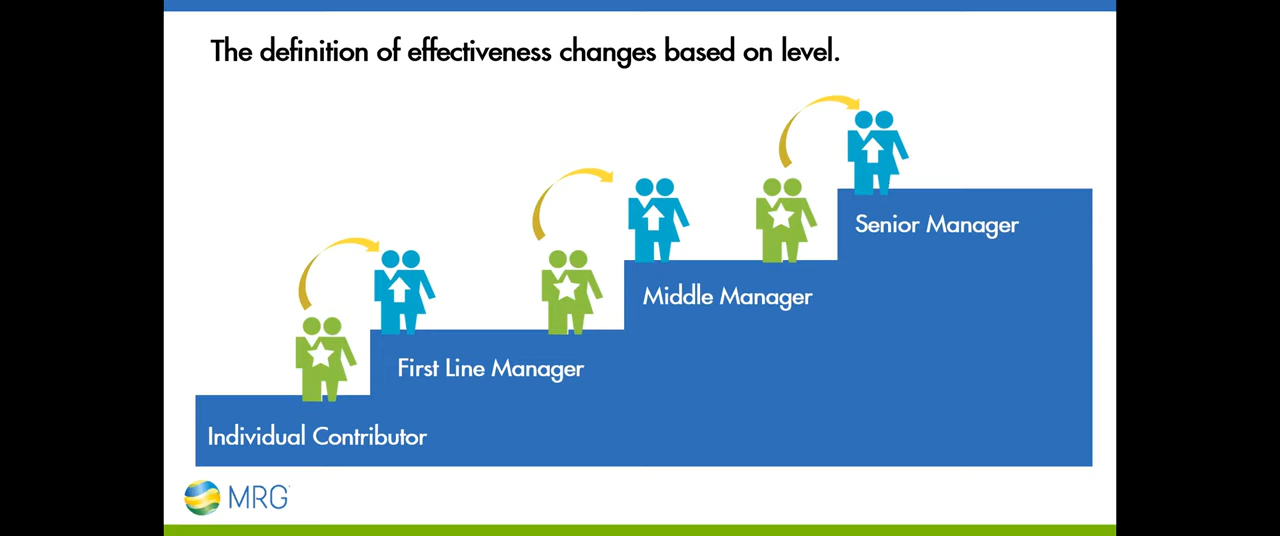 The definition of effectiveness changes based on level.
Senior Manager
Middle Manager
First Line Manager
Individual Contributor
MRG